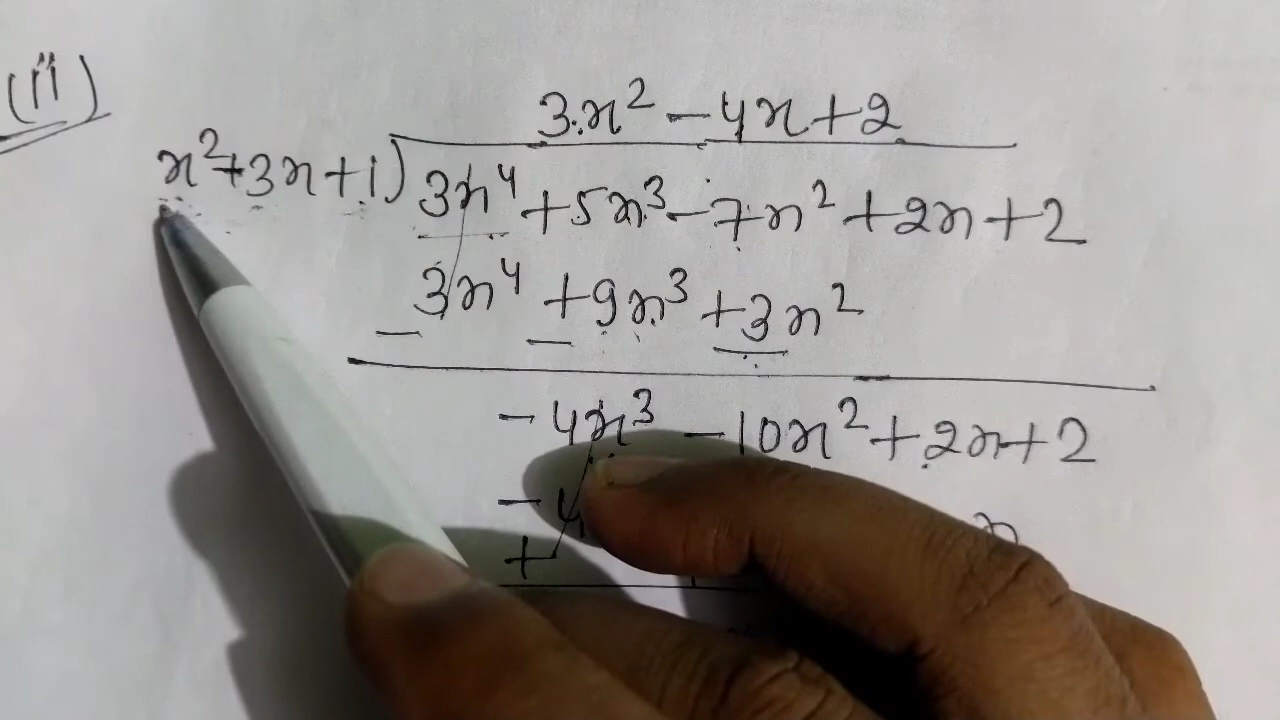 (ii)
3x² - 4x + 2
x² + 3x + 1) 3x⁴ + 5x³ - 7x² + 2x + 2
3x⁴ + 9x³ + 3x²
- - -
-4x³ - 10x² + 2x + 2
-4
+